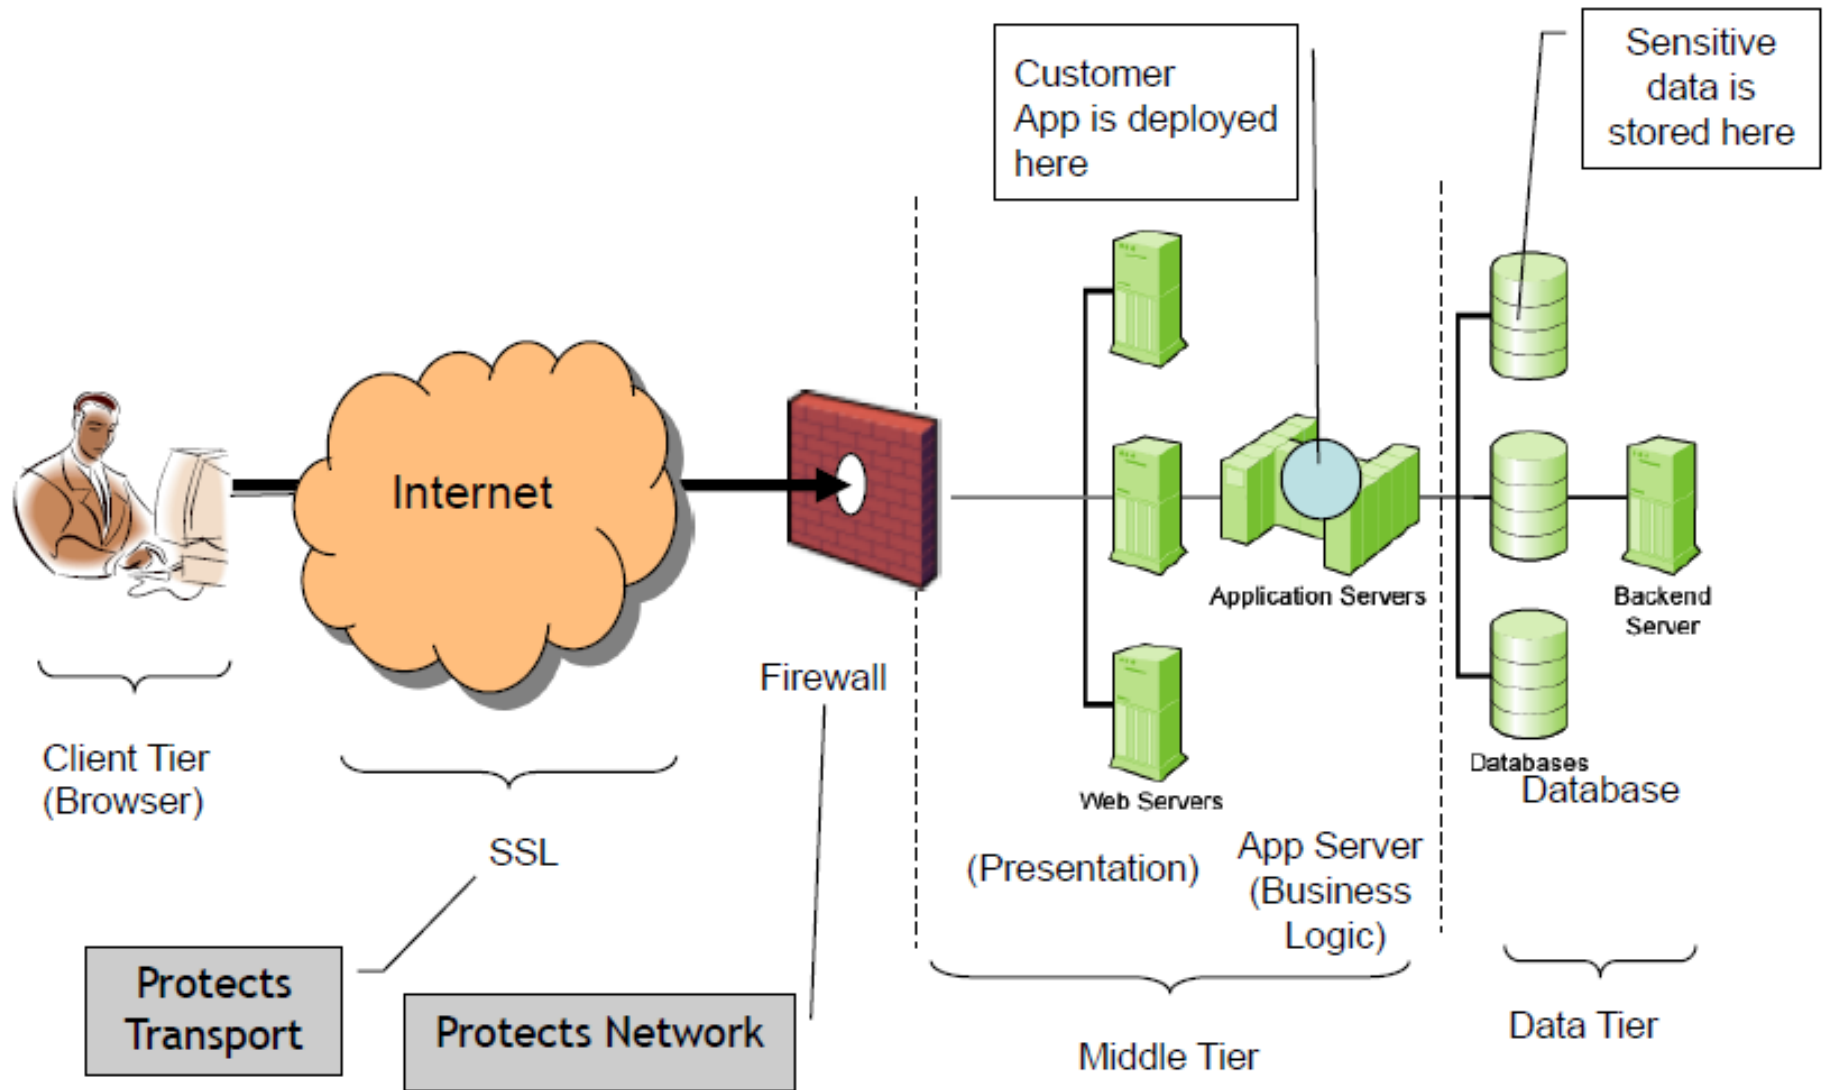 Customer
App is deployed
here
Sensitive
data is
stored here
Internet
Application Servers
Backend
Server
Firewall
Client Tier
(Browser)
Databases
Database
Web Servers
SSL
(Presentation)
App Server
(Business
Logic)
Protects
Transport
Protects Network
Middle Tier
Data Tier